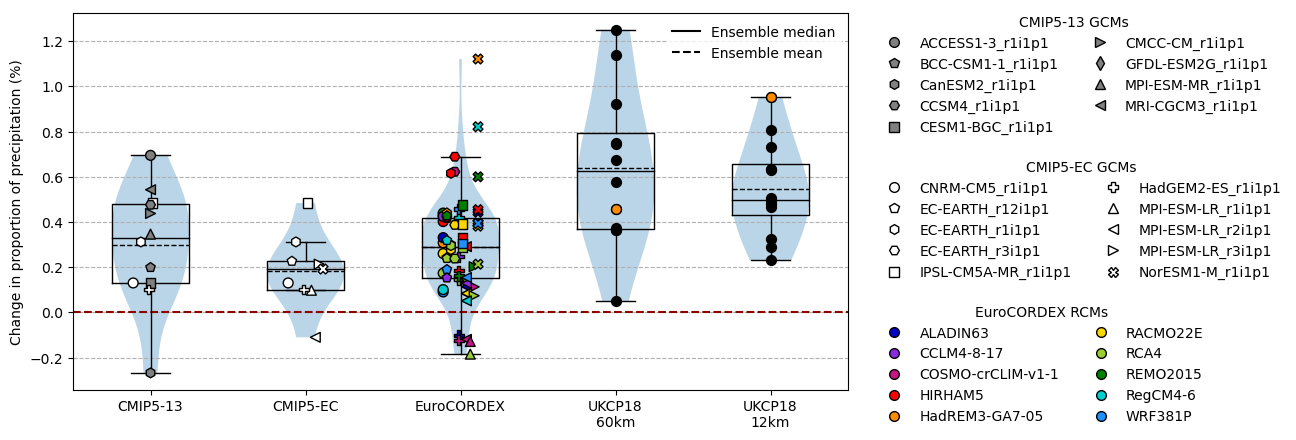 Change in proportion of precipitation (%)
1.2
1.0
0.8
0.6
0.4
0.2
0.0
−0.2
CMIP5-13
CMIP5-EC
EuroCORDEX
UKCP18
60km
UKCP18
12km
Ensemble median
Ensemble mean
CMIP5-13 GCMs
ACCESS1-3_r1i1p1
BCC-CSM1-1_r1i1p1
CanESM2_r1i1p1
CCSM4_r1i1p1
CESM1-BGC_r1i1p1
CMCC-CM_r1i1p1
GFDL-ESM2G_r1i1p1
MPI-ESM-MR_r1i1p1
MRI-CGCM3_r1i1p1
CMIP5-EC GCMs
CNRM-CM5_r1i1p1
EC-EARTH_r12i1p1
EC-EARTH_r1i1p1
EC-EARTH_r3i1p1
IPSL-CM5A-MR_r1i1p1
HadGEM2-ES_r1i1p1
MPI-ESM-LR_r1i1p1
MPI-ESM-LR_r2i1p1
MPI-ESM-LR_r3i1p1
NorESM1-M_r1i1p1
EuroCORDEX RCMs
ALADIN63
CCLM4-8-17
COSMO-crCLIM-v1-1
HIRHAM5
HadREM3-GA7-05
RACMO22E
RCA4
REMO2015
RegCM4-6
WRF381P